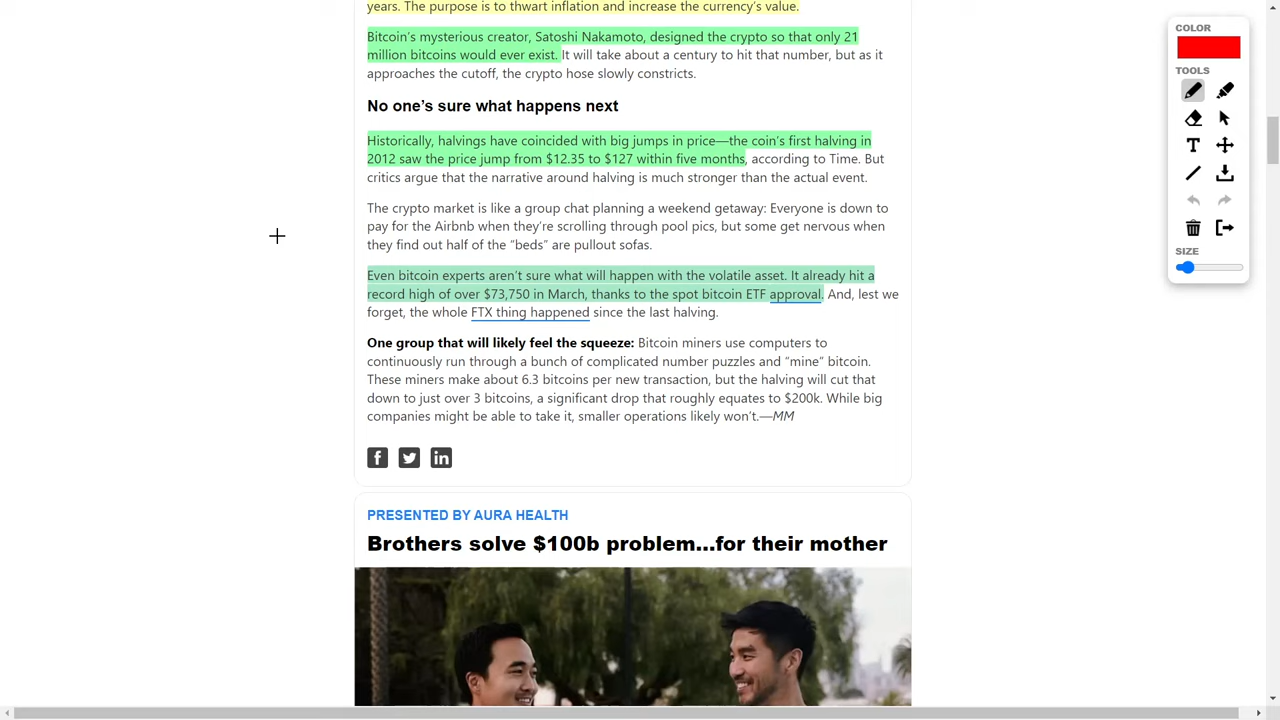 years. The purpose is to thwart inflation and increase the currency’s value.
Bitcoin’s mysterious creator, Satoshi Nakamoto, designed the crypto so that only 21
million bitcoins would ever exist. It will take about a century to hit that number, but as it
approaches the cutoff, the crypto hose slowly constricts.
No one’s sure what happens next
Historically, halvings have coincided with big jumps in price—the coin’s first halving in
2012 saw the price jump from $12.35 to $127 within five months, according to Time. But
critics argue that the narrative around halving is much stronger than the actual event.
The crypto market is like a group chat planning a weekend getaway: Everyone is down to
pay for the Airbnb when they’re scrolling through pool pics, but some get nervous when
they find out half of the “beds” are pullout sofas.
Even bitcoin experts aren’t sure what will happen with the volatile asset. It already hit a
record high of over $73,750 in March, thanks to the spot bitcoin ETF approval. And, lest we
forget, the whole FTX thing happened since the last halving.
One group that will likely feel the squeeze: Bitcoin miners use computers to
continuously run through a bunch of complicated number puzzles and “mine” bitcoin.
These miners make about 6.3 bitcoins per new transaction, but the halving will cut that
down to just over 3 bitcoins, a significant drop that roughly equates to $200k. While big
companies might be able to take it, smaller operations likely won’t.—MM
PRESENTED BY AURA HEALTH
Brothers solve $100b problem...for their mother
COLOR
TOOLS
SIZE